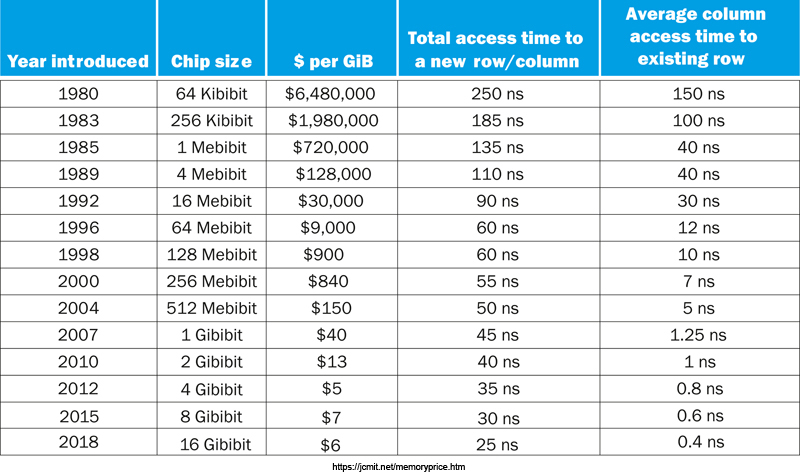 Year introduced Chip size $ per GiB Total access time to a new row/column Average column access time to existing row
1980 64 Kibibit $6,480,000 250 ns 150 ns
1983 256 Kibibit $1,980,000 185 ns 100 ns
1985 1 Mebibit $720,000 135 ns 40 ns
1989 4 Mebibit $128,000 110 ns 40 ns
1992 16 Mebibit $30,000 90 ns 30 ns
1996 64 Mebibit $9,000 60 ns 12 ns
1998 128 Mebibit $900 60 ns 10 ns
2000 256 Mebibit $840 55 ns 7 ns
2004 512 Mebibit $150 50 ns 5 ns
2007 1 Gibibit $40 45 ns 1.25 ns
2010 2 Gibibit $13 40 ns 1 ns
2012 4 Gibibit $5 35 ns 0.8 ns
2015 8 Gibibit $7 30 ns 0.6 ns
2018 16 Gibibit $6 25 ns 0.4 ns
https://jcmit.net/memoryprice.htm